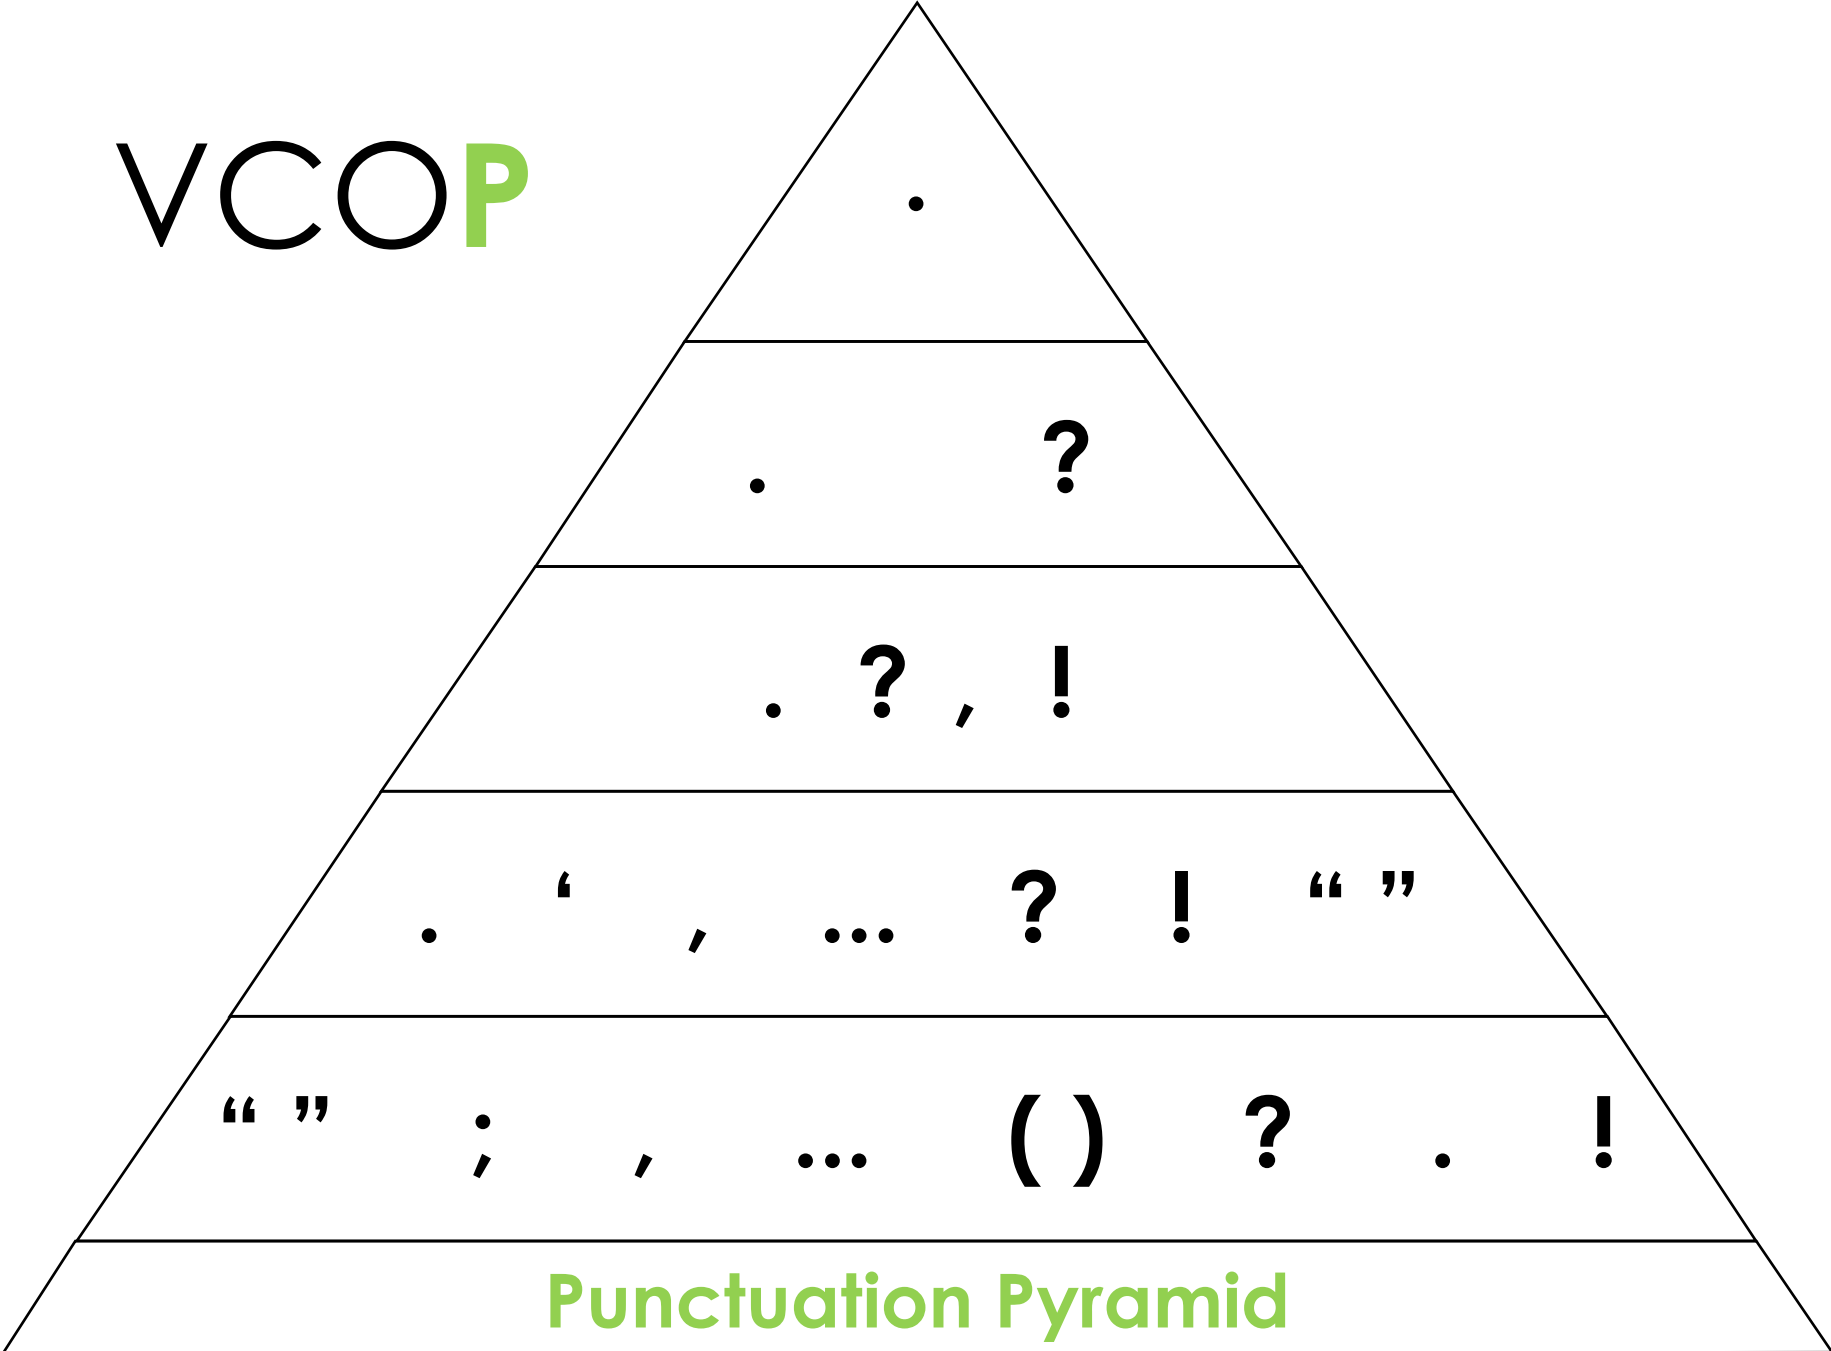 VCOP
.
. ?
. ? , !
. ‘ , ... ? ! “ ”
“ ” ; , ... ( ) ? . !
Punctuation Pyramid